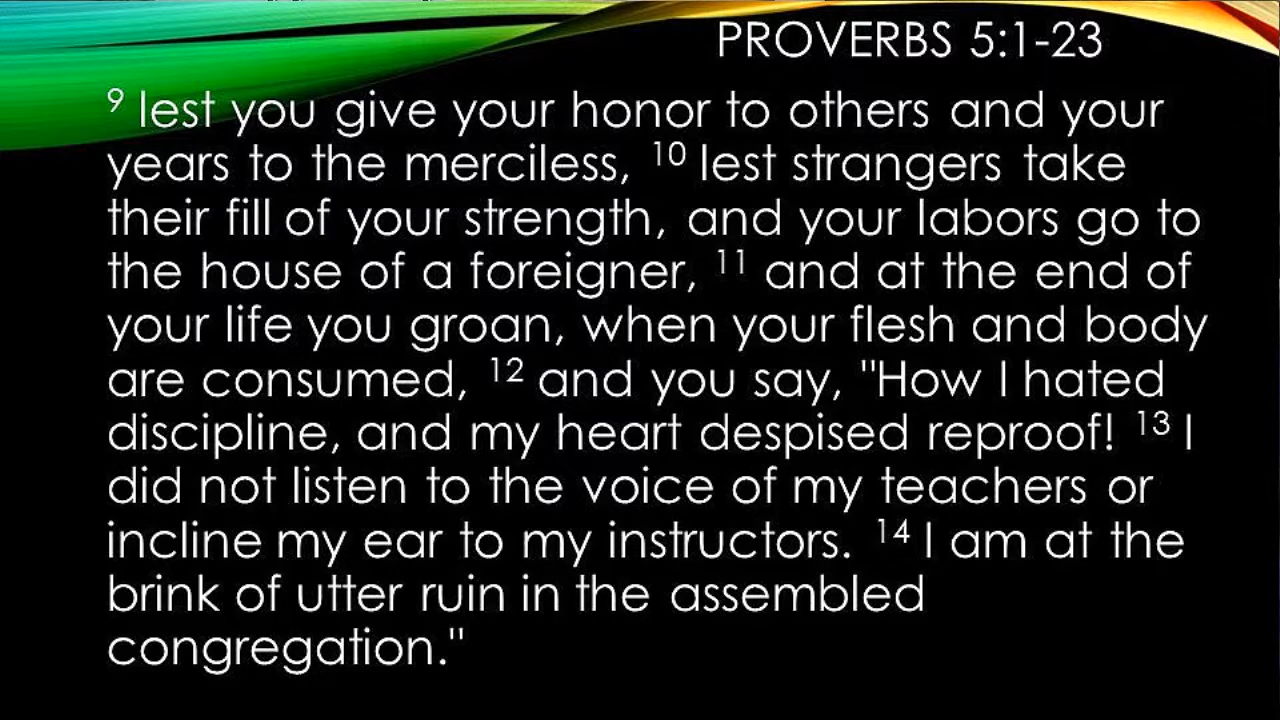 PROVERBS 5:1-23
9 lest you give your honor to others and your
years to the merciless, 10 lest strangers take
their fill of your strength, and your labors go to
the house of a foreigner, 11 and at the end of
your life you groan, when your flesh and body
are consumed, 12 and you say, "How I hated
discipline, and my heart despised reproof! 13 I
did not listen to the voice of my teachers or
incline my ear to my instructors. 14 I am at the
brink of utter ruin in the assembled
congregation."